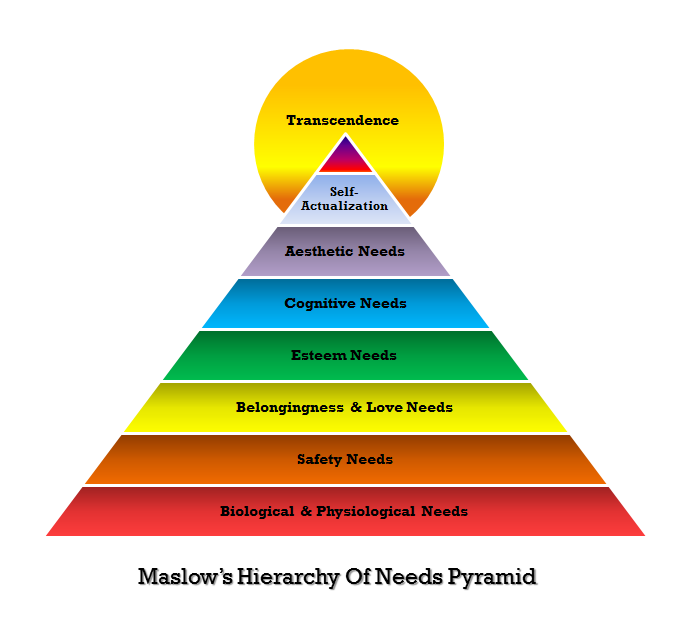 Transcendence
Self-
Actualization
Aesthetic Needs
Cognitive Needs
Esteem Needs
Belongingness & Love Needs
Safety Needs
Biological & Physiological Needs
Maslow's Hierarchy Of Needs Pyramid